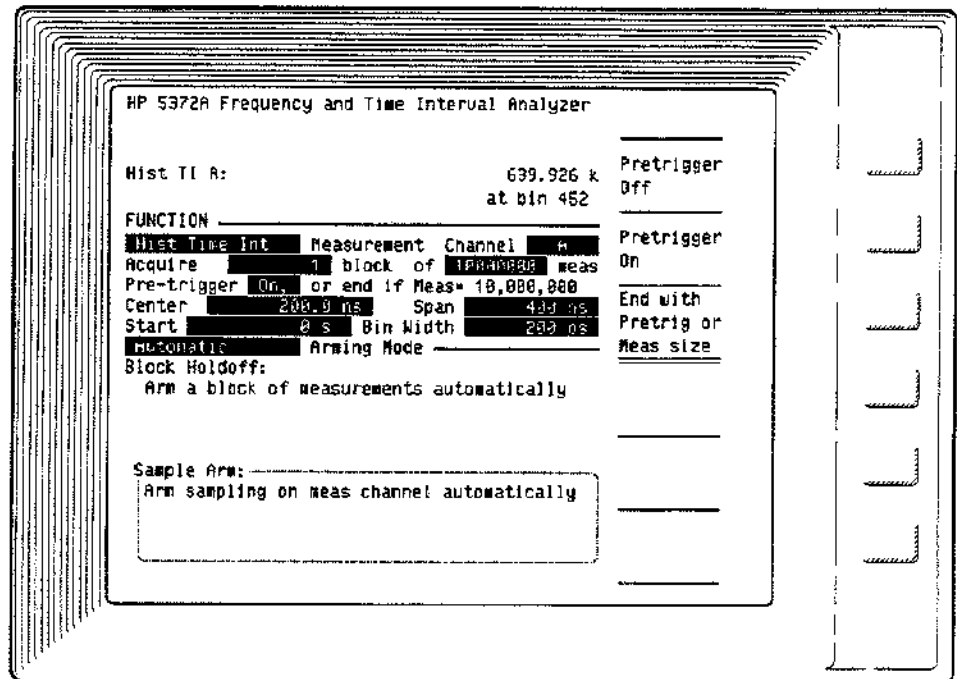 HP 5372A Frequency and Time Interval Analyzer
Hist TI A: 639.926 k
at bin 452
FUNCTION
Hist Time Int Measurement Channel A
Acquire 1 block of 10000000 meas
Pre-trigger On, or end if Meas= 10,000,000
Center 200.0 ns Span 400 ns
Start 0 s Bin Width 200 ps
Automatic Arming Mode
Block Holdoff:
Arm a block of measurements automatically
Sample Arm:
Arm sampling on meas channel automatically
Pretrigger
Off
Pretrigger
On
End with
Pretrig or
Meas size